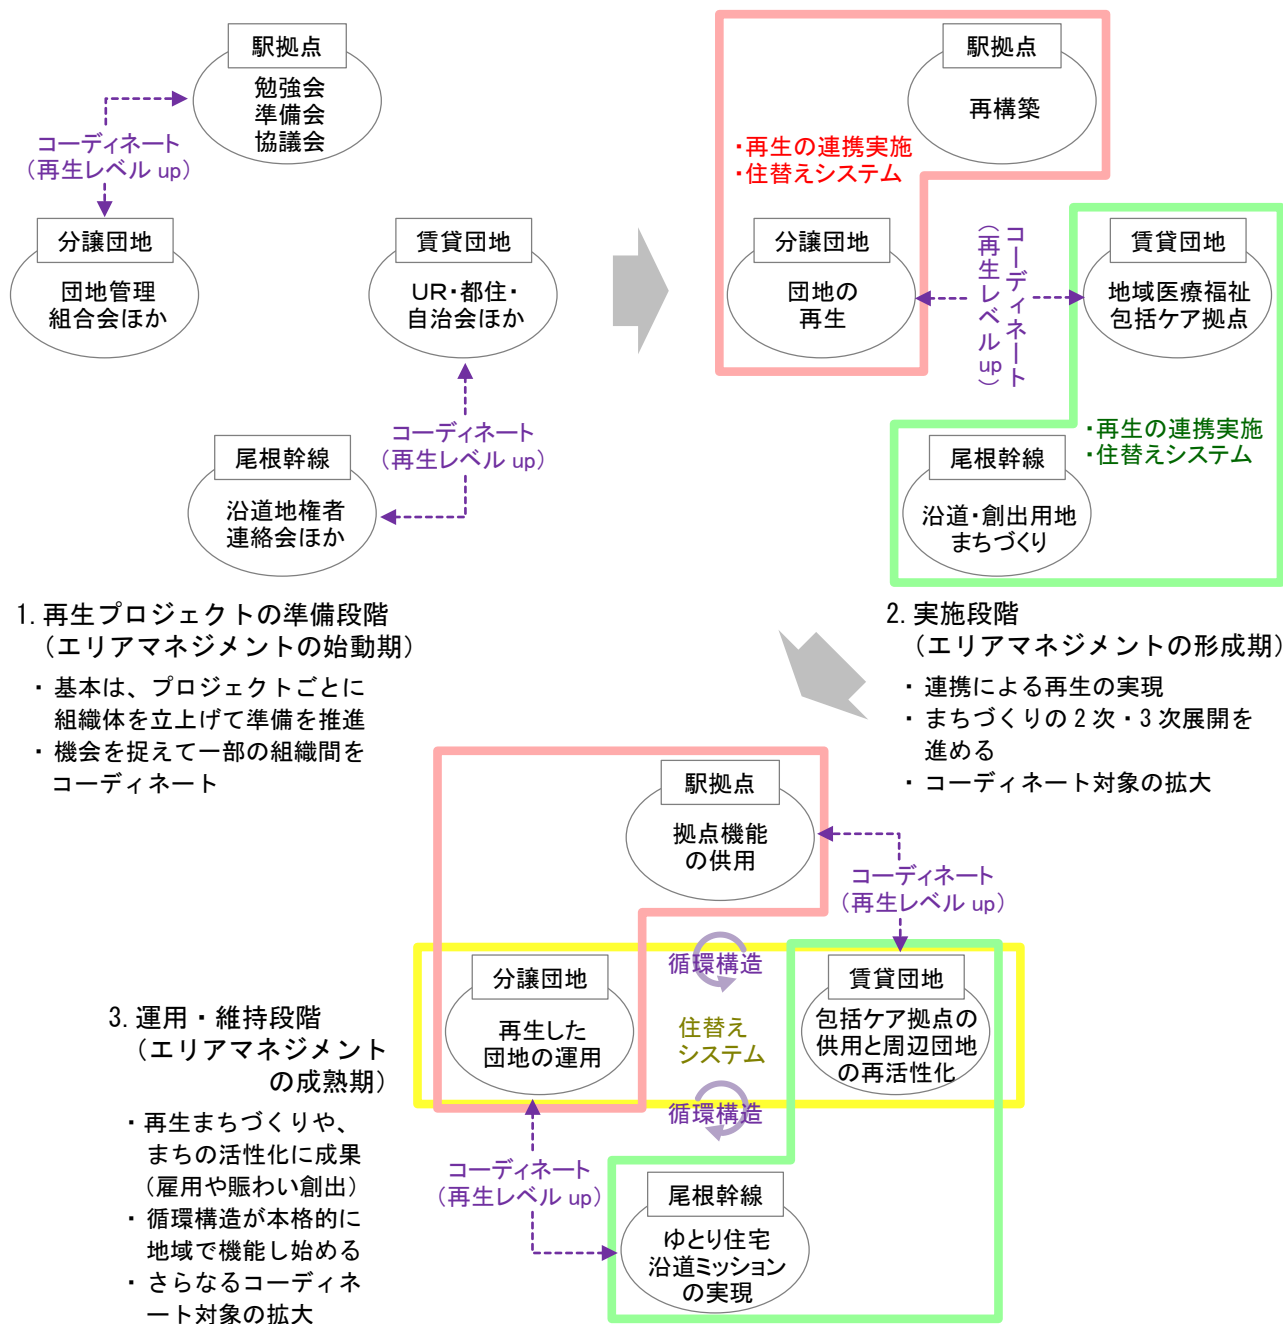 駅拠点
勉強会
準備会
協議会
コーディネート
(再生レベル up)
分譲団地
団地管理
組合会ほか
賃貸団地
UR・都住・
自治会ほか
コーディネート
(再生レベル up)
尾根幹線
沿道地権者
連絡会ほか
1. 再生プロジェクトの準備段階
(エリアマネジメントの始動期)
・ 基本は、プロジェクトごとに
組織体を立上げて準備を推進
・ 機会を捉えて一部の組織間を
コーディネート
駅拠点
再構築
・再生の連携実施
・住替えシステム
分譲団地
団地の
再生
コーディネート
(再生レベル up)
賃貸団地
地域医療福祉
包括ケア拠点
・再生の連携実施
・住替えシステム
尾根幹線
沿道・創出用地
まちづくり
2. 実施段階
(エリアマネジメントの形成期)
・ 連携による再生の実現
・ まちづくりの 2 次・3 次展開を
進める
・ コーディネート対象の拡大
駅拠点
拠点機能
の供用
コーディネート
(再生レベル up)
分譲団地
再生した
団地の運用
循環構造
住替え
システム
循環構造
賃貸団地
包括ケア拠点の
供用と周辺団地
の再活性化
コーディネート
(再生レベル up)
尾根幹線
ゆとり住宅
沿道ミッション
の実現
3. 運用・維持段階
(エリアマネジメント
の成熟期)
・ 再生まちづくりや、
まちの活性化に成果
(雇用や賑わい創出)
・ 循環構造が本格的に
地域で機能し始める
・ さらなるコーディネ
ート対象の拡大